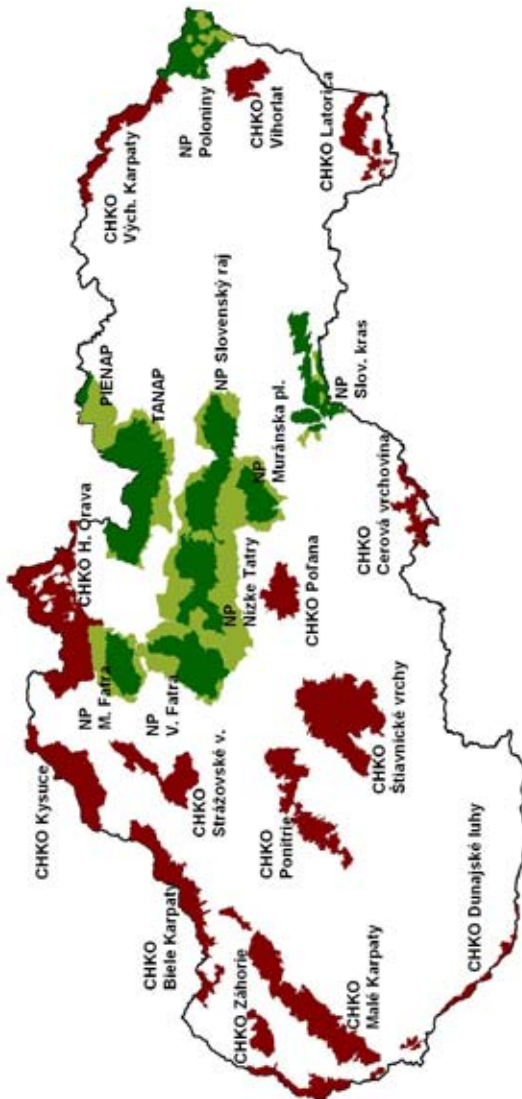 CHKO Kysuce
CHKO H. Orava
PIENAP
TANAP
CHKO
Vých. Karpaty
NP
Poloniny
CHKO
Vihorlat
CHKO
Biele Karpaty
CHKO
Strážovské v.
NP
M. Fatra
NP
V. Fatra
NP
Nízke Tatry
NP Slovenský raj
NP
Muránska pl.
CHKO Latorica
CHKO Záhorie
CHKO
Malé Karpaty
CHKO
Ponitrie
CHKO
Štiavnické vrchy
CHKO Poľana
CHKO
Cerová vrchovina
NP
Slov. kras
CHKO Dunajské luhy